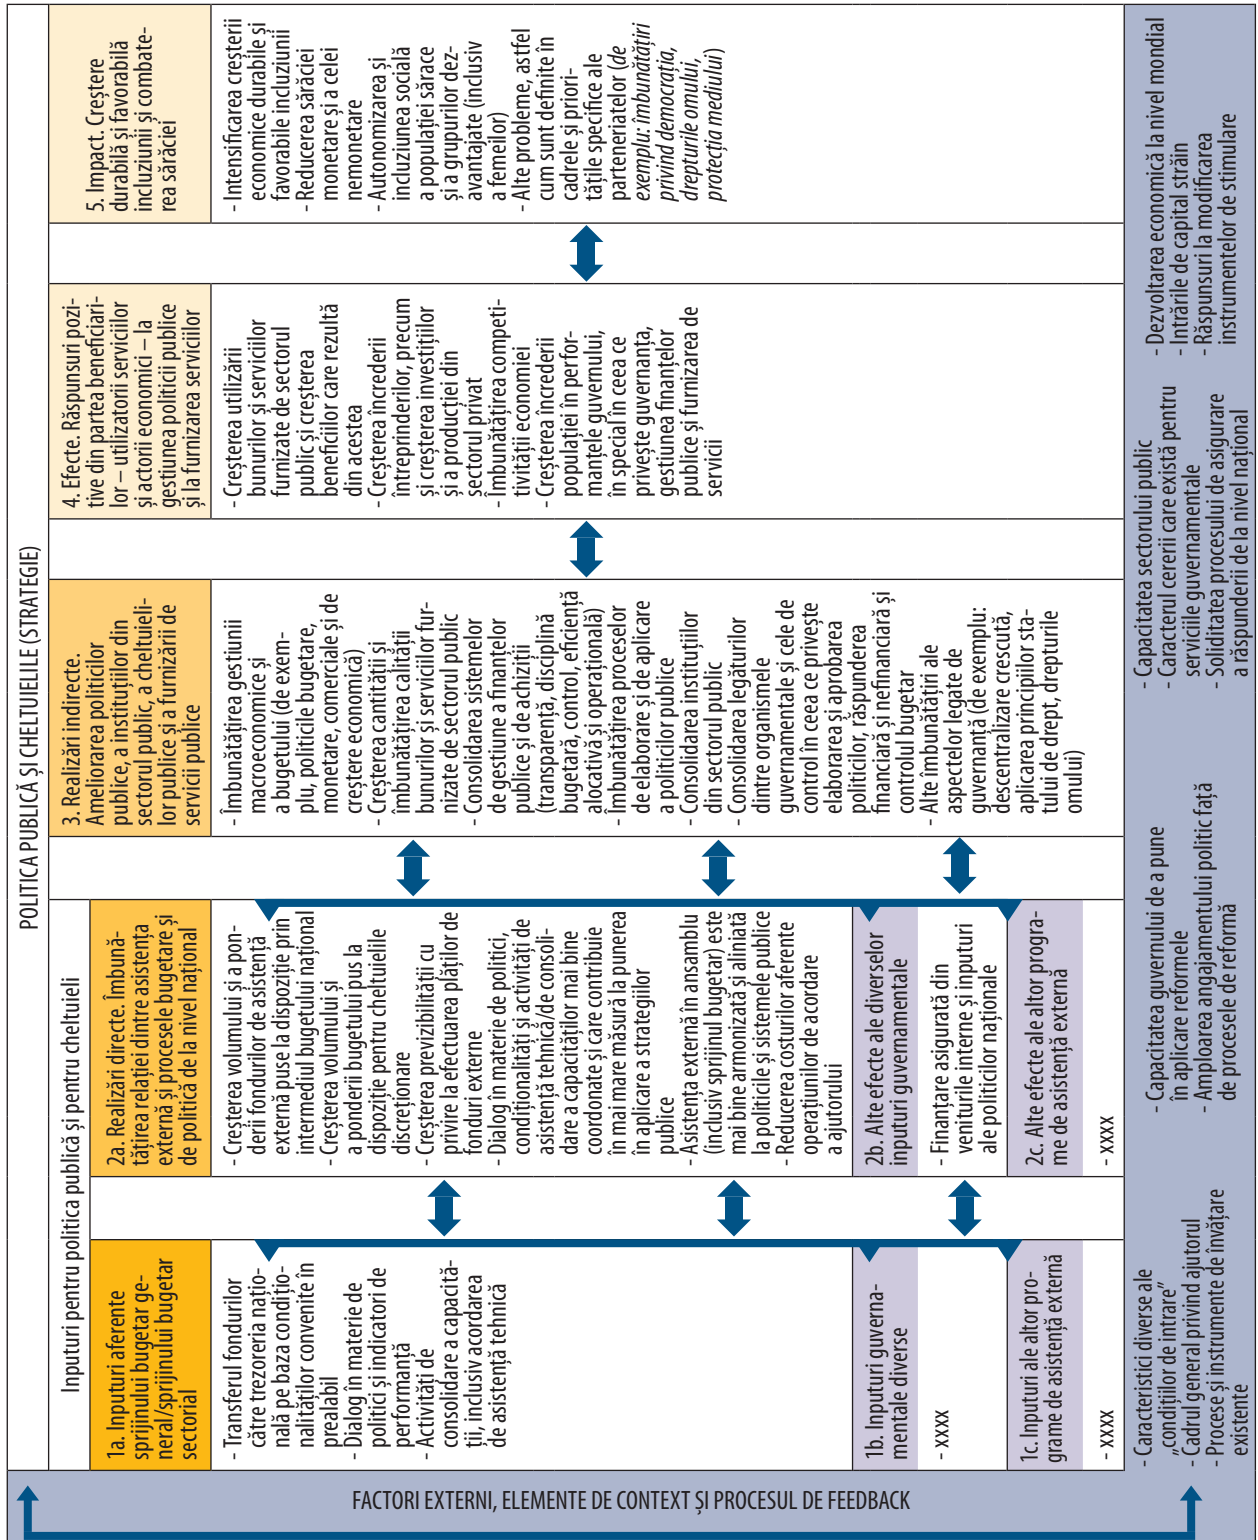 POLITICA PUBLICĂ ȘI CHELTUIELILE (STRATEGIE)
Inputuri pentru politica publică și pentru cheltuieli
1a. Inputuri aferente
sprijinului bugetar ge-
neral/sprijinului bugetar
sectorial
- Transferul fondurilor
către trezoreria națio-
nală pe baza condițio-
nalităților convenite în
prealabil
- Dialog în materie de
politici și indicatori de
performanță
- Activități de
consolidare a capacită-
ții, inclusiv acordarea
de asistență tehnică
1b. Inputuri guverna-
mentale diverse
- XXXX
1c. Inputuri ale altor pro-
grame de asistență externă
- XXXX
2a. Realizări directe. Îmbună-
tățirea relației dintre asistența
externă și procesele bugetare și
de politică de la nivel național
- Creșterea volumului și a pon-
derii fondurilor de asistență
externă puse la dispoziție prin
intermediul bugetului național
- Creșterea volumului și
a ponderii bugetului pus la
dispoziție pentru cheltuielile
discreționare
- Creșterea previzibilității cu
privire la efectuarea plăților de
fonduri externe
- Dialog în materie de politici,
condiționalități și activități de
asistență tehnică/de consoli-
dare a capacităților mai bine
coordonate și care contribuie
în mai mare măsură la punerea
în aplicare a strategiilor
publice
- Asistența externă în ansamblu
(inclusiv sprijinul bugetar) este
mai bine armonizată și aliniată
la politicile și sistemele publice
- Reducerea costurilor aferente
operațiunilor de acordare
a ajutorului
2b. Alte efecte ale diverselor
inputuri guvernamentale
- Finanțare asigurată din
veniturile interne și inputuri
ale politicilor naționale
2c. Alte efecte ale altor progra-
me de asistență externă
- XXXX
3. Realizări indirecte.
Ameliorarea politicilor
publice, a instituțiilor din
sectorul public, a cheltuieli-
lor publice și a furnizării de
servicii publice
- Îmbunătățirea gestiunii
macroeconomice și
a bugetului (de exem-
plu, politicile bugetare,
monetare, comerciale și de
creștere economică)
- Creșterea cantității și
îmbunătățirea calității
bunurilor și serviciilor fur-
nizate de sectorul public
- Consolidarea sistemelor
de gestiune a finanțelor
publice și de achiziții
(transparență, disciplină
bugetară, control, eficiență
alocativă și operațională)
- Îmbunătățirea proceselor
de elaborare și de aplicare
a politicilor publice
- Consolidarea instituțiilor
din sectorul public
- Consolidarea legăturilor
dintre organismele
guvernamentale și cele de
control în ceea ce privește
elaborarea și aprobarea
politicilor, răspunderea
financiară și nefinanciară și
controlul bugetar
- Alte îmbunătățiri ale
aspectelor legate de
guvernanță (de exemplu:
descentralizare crescută,
aplicarea principiilor sta-
tului de drept, drepturile
omului)
4. Efecte. Răspunsuri pozi-
tive din partea beneficiari-
lor – utilizatorii serviciilor
și actorii economici – la
gestiunea politicii publice
și la furnizarea serviciilor
- Creșterea utilizării
bunurilor și serviciilor
furnizate de sectorul
public și creșterea
beneficiilor care rezultă
din acestea
- Creșterea încrederii
întreprinderilor, precum
și creșterea investițiilor
și a producției din
sectorul privat
- Îmbunătățirea competi-
tivității economiei
- Creșterea încrederii
populației în perfor-
manțele guvernului,
în special în ceea ce
privește guvernanța,
gestiunea finanțelor
publice și furnizarea de
servicii
5. Impact. Creștere
durabilă și favorabilă
incluziunii și combate-
rea sărăciei
- Intensificarea creșterii
economice durabile și
favorabile incluziunii
- Reducerea sărăciei
monetare și a celei
nemonetare
- Autonomizarea și
incluziunea socială
a populației sărace
și a grupurilor dez-
avantajate (inclusiv
a femeilor)
- Alte probleme, astfel
cum sunt definite în
cadrele și priori-
tățile specifice ale
parteneriatelor (de
exemplu: îmbunătățiri
privind democrația,
drepturile omului,
protecția mediului)
FACTORI EXTERNI, ELEMENTE DE CONTEXT ȘI PROCESUL DE FEEDBACK
- Caracteristici diverse ale
„condițiilor de intrare”
- Cadrul general privind ajutorul
- Procese și instrumente de învățare
existente
- Capacitatea guvernului de a pune
în aplicare reformele
- Amploarea angajamentului politic față
de procesele de reformă
- Capacitatea sectorului public
- Caracterul cererii care există pentru
serviciile guvernamentale
- Soliditatea procesului de asigurare
a răspunderii de la nivel național
- Dezvoltarea economică la nivel mondial
- Intrările de capital străin
- Răspunsuri la modificarea
instrumentelor de stimulare